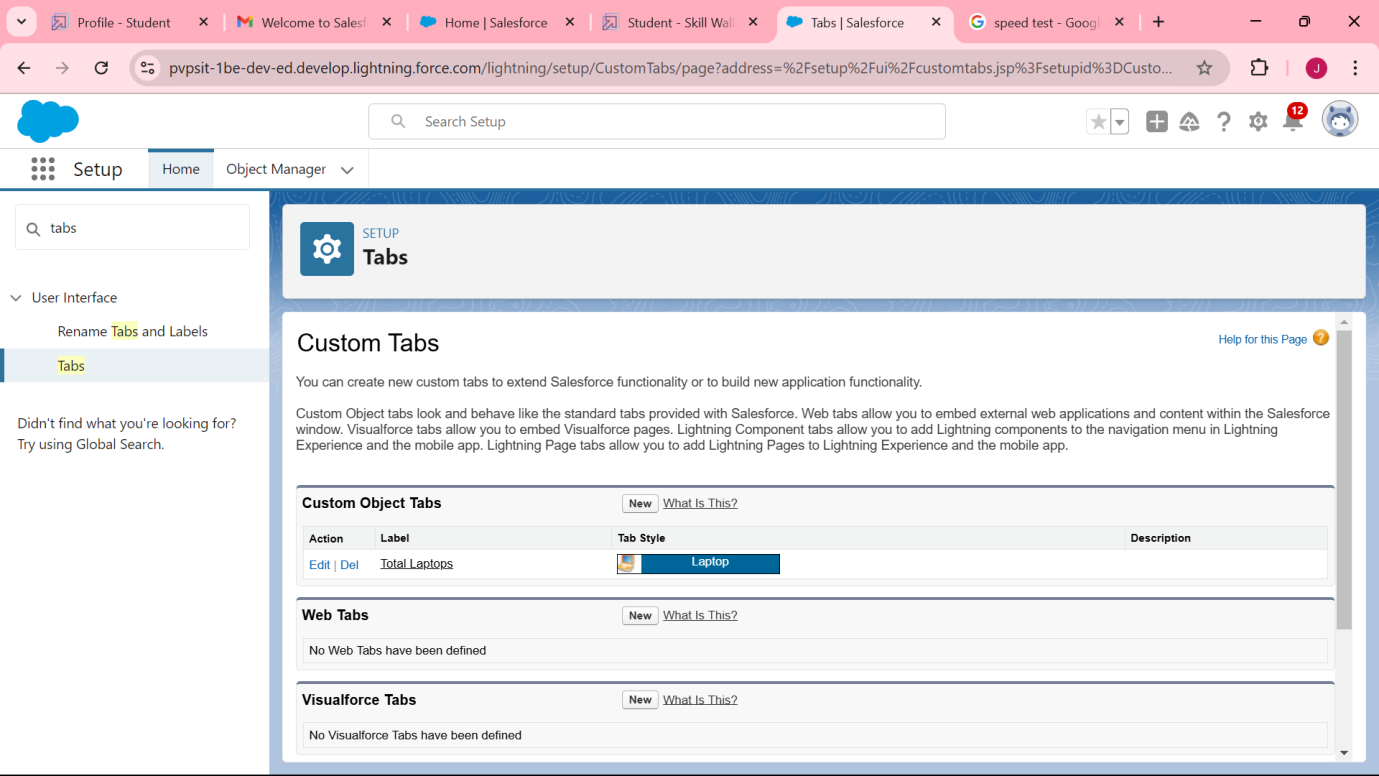 Profile - Student
Welcome to Salesf
Home | Salesforce
Student - Skill Wall
Tabs | Salesforce
speed test - Googl
pvpsit-1be-dev-ed.develop.lightning.force.com/lightning/setup/CustomTabs/page?address=%2Fsetup%2Fui%2Fcustomtabs.jsp%3Fsetupid%3DCusto...
J
Search Setup
12
Setup
Home
Object Manager
tabs
User Interface
Rename Tabs and Labels
Tabs
Didn't find what you're looking for?
Try using Global Search.
SETUP
Tabs
Custom Tabs
Help for this Page
You can create new custom tabs to extend Salesforce functionality or to build new application functionality.
Custom Object tabs look and behave like the standard tabs provided with Salesforce. Web tabs allow you to embed external web applications and content within the Salesforce
window. Visualforce tabs allow you to embed Visualforce pages. Lightning Component tabs allow you to add Lightning components to the navigation menu in Lightning
Experience and the mobile app. Lightning Page tabs allow you to add Lightning Pages to Lightning Experience and the mobile app.
Custom Object Tabs New What Is This?
Action Label Tab Style Description
Edit | Del Total Laptops Laptop
Web Tabs New What Is This?
No Web Tabs have been defined
Visualforce Tabs New What Is This?
No Visualforce Tabs have been defined